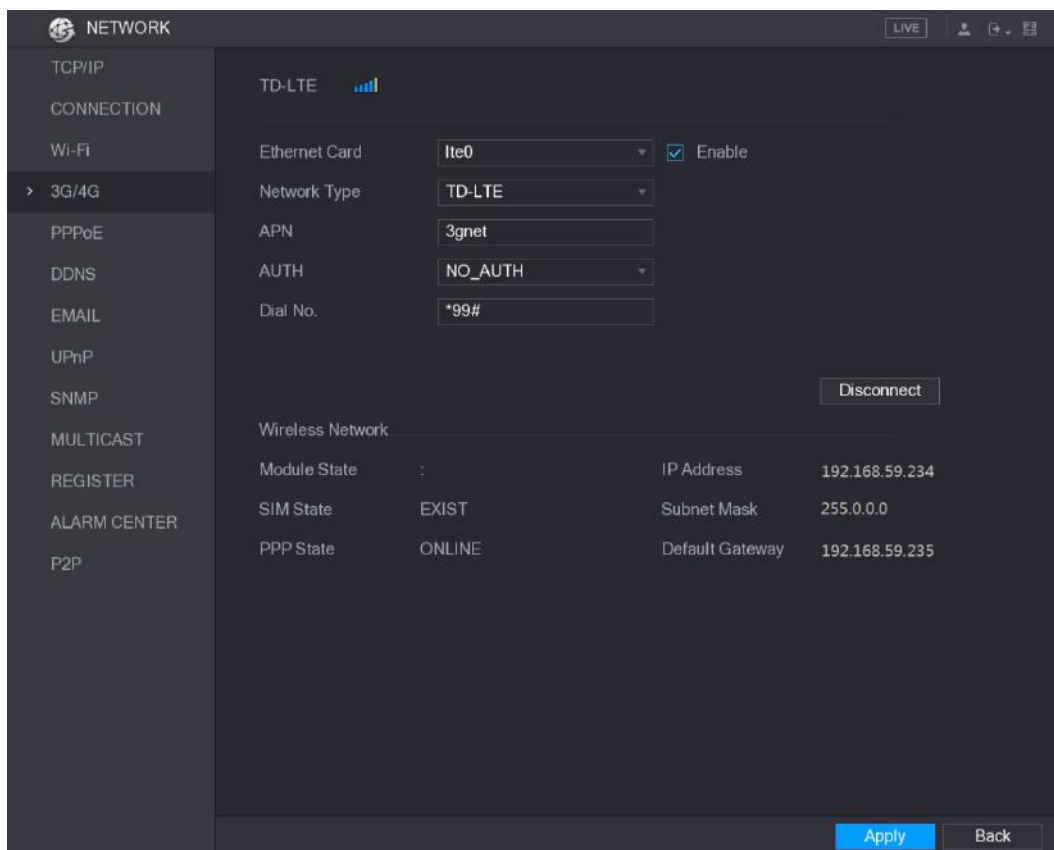 NETWORK LIVE
TCP/IP
CONNECTION
Wi-Fi
> 3G/4G
PPPoE
DDNS
EMAIL
UPnP
SNMP
MULTICAST
REGISTER
ALARM CENTER
P2P
TD-LTE
Ethernet Card lte0 Enable
Network Type TD-LTE
APN 3gnet
AUTH NO_AUTH
Dial No. *99#
Disconnect
Wireless Network
Module State : IP Address 192.168.59.234
SIM State EXIST Subnet Mask 255.0.0.0
PPP State ONLINE Default Gateway 192.168.59.235
Apply Back